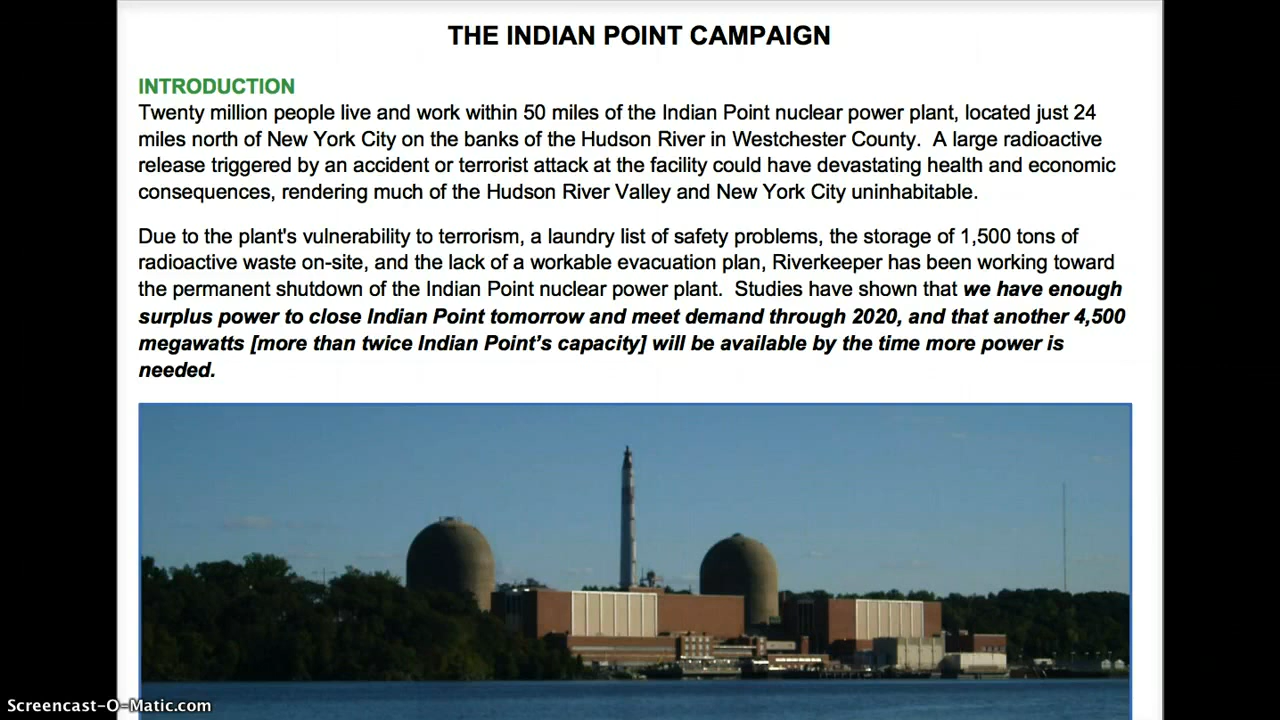 THE INDIAN POINT CAMPAIGN
INTRODUCTION
Twenty million people live and work within 50 miles of the Indian Point nuclear power plant, located just 24
miles north of New York City on the banks of the Hudson River in Westchester County.  A large radioactive
release triggered by an accident or terrorist attack at the facility could have devastating health and economic
consequences, rendering much of the Hudson River Valley and New York City uninhabitable.
Due to the plant's vulnerability to terrorism, a laundry list of safety problems, the storage of 1,500 tons of
radioactive waste on-site, and the lack of a workable evacuation plan, Riverkeeper has been working toward
the permanent shutdown of the Indian Point nuclear power plant.  Studies have shown that we have enough
surplus power to close Indian Point tomorrow and meet demand through 2020, and that another 4,500
megawatts [more than twice Indian Point’s capacity] will be available by the time more power is
needed.
Screencast-O-Matic.com